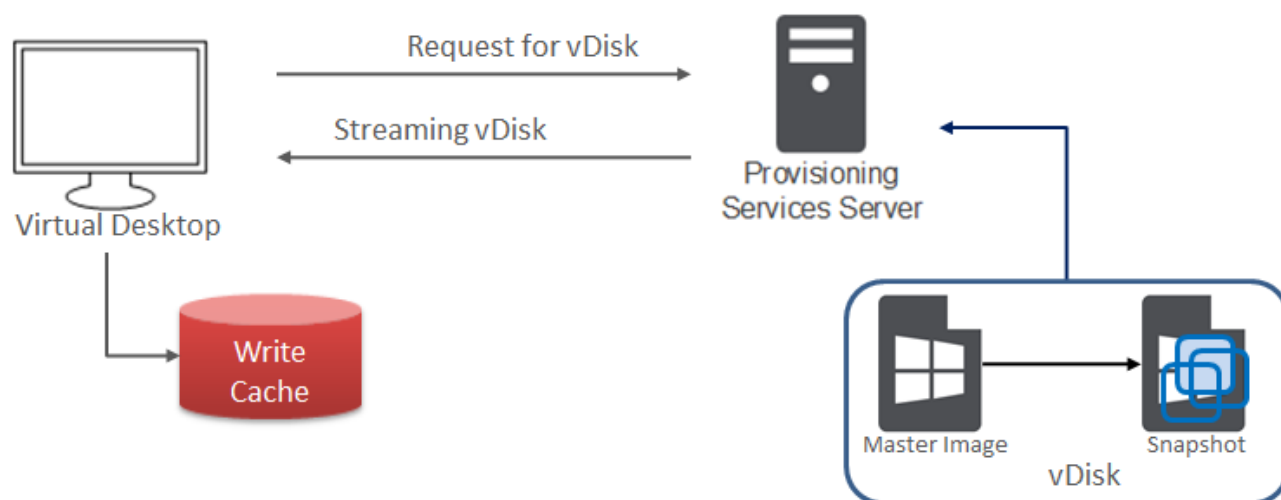 Request for vDisk
Streaming vDisk
Virtual Desktop
Provisioning
Services Server
Write
Cache
Master Image
Snapshot
vDisk